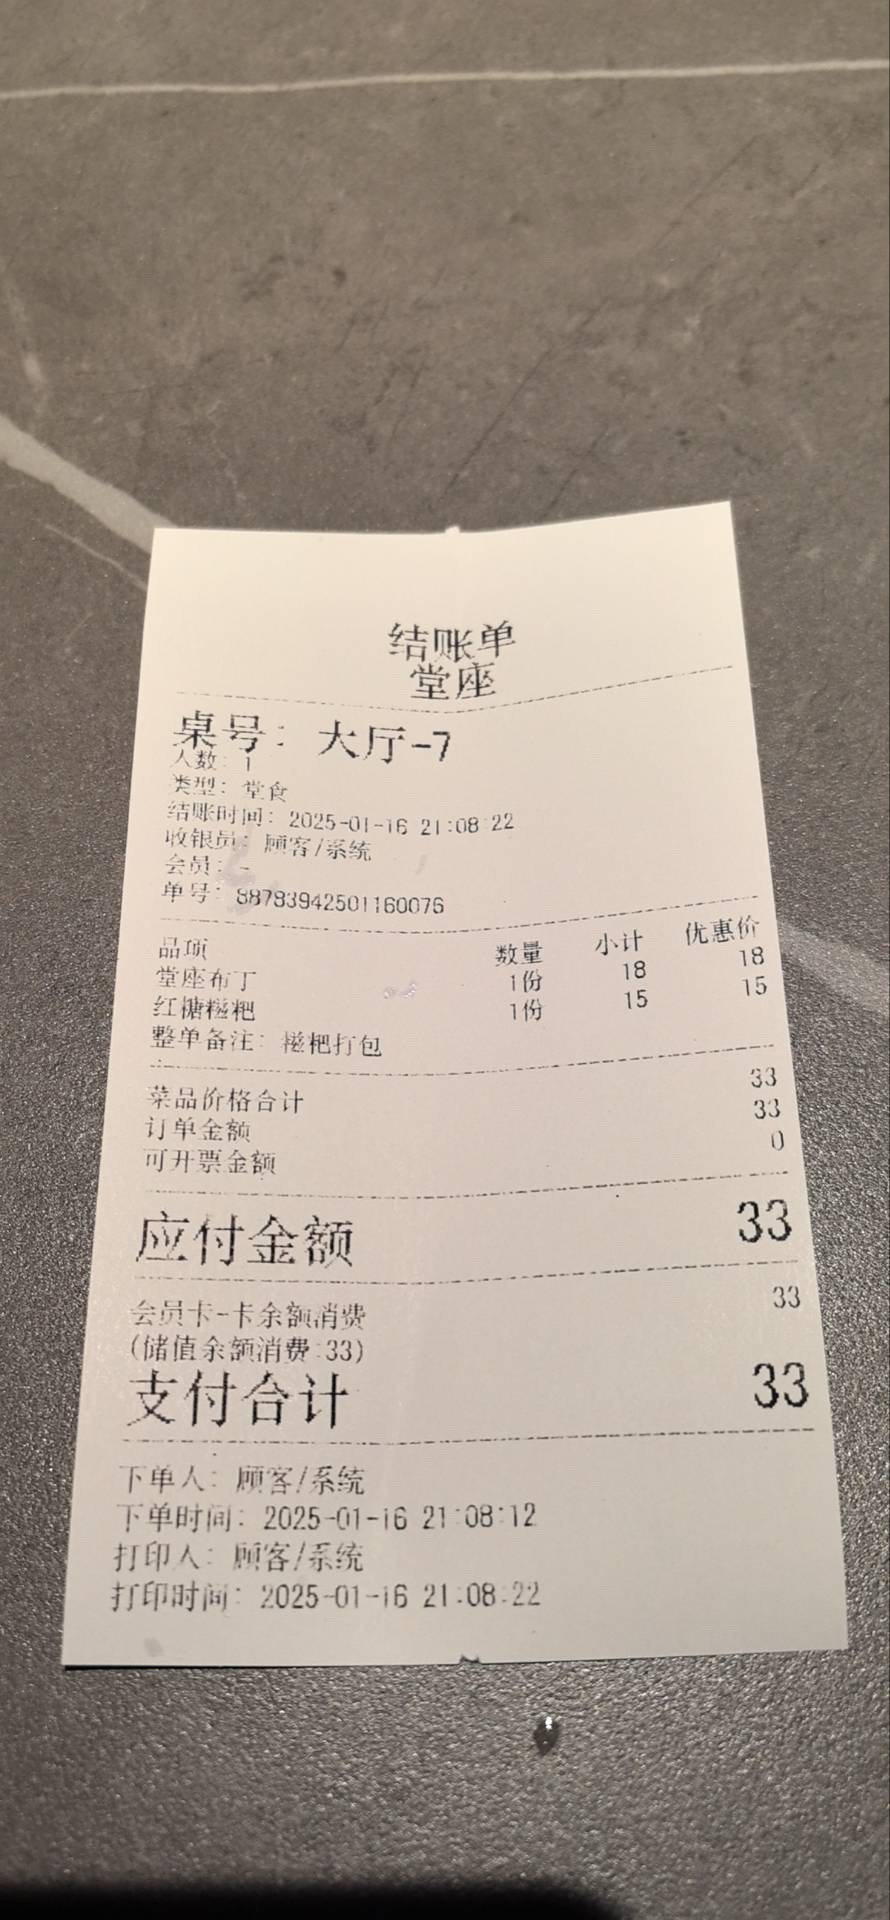 结账单
堂座
桌号：大厅-7
人数：1
类型：堂食
结账时间：2025-01-16 21:08:22
收银员：顾客/系统
会员：-
单号：88783942501160076
品项 数量 小计 优惠价
堂座布丁 1份 18 18
红糖糍粑 1份 15 15
整单备注：糍粑打包
菜品价格合计 33
订单金额 33
可开票金额 0
应付金额 33
会员卡-卡余额消费 33
(储值余额消费:33)
支付合计 33
下单人：顾客/系统
下单时间：2025-01-16 21:08:12
打印人：顾客/系统
打印时间：2025-01-16 21:08:22